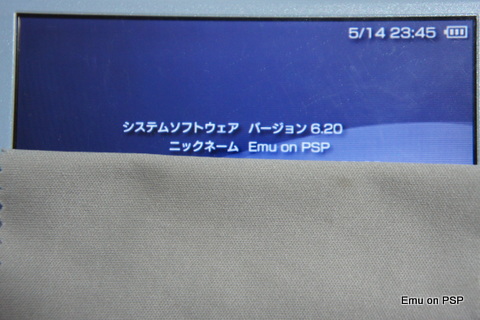 5/14 23:45
システムソフトウェア バージョン 6.20
ニックネーム Emu on PSP
Emu on PSP